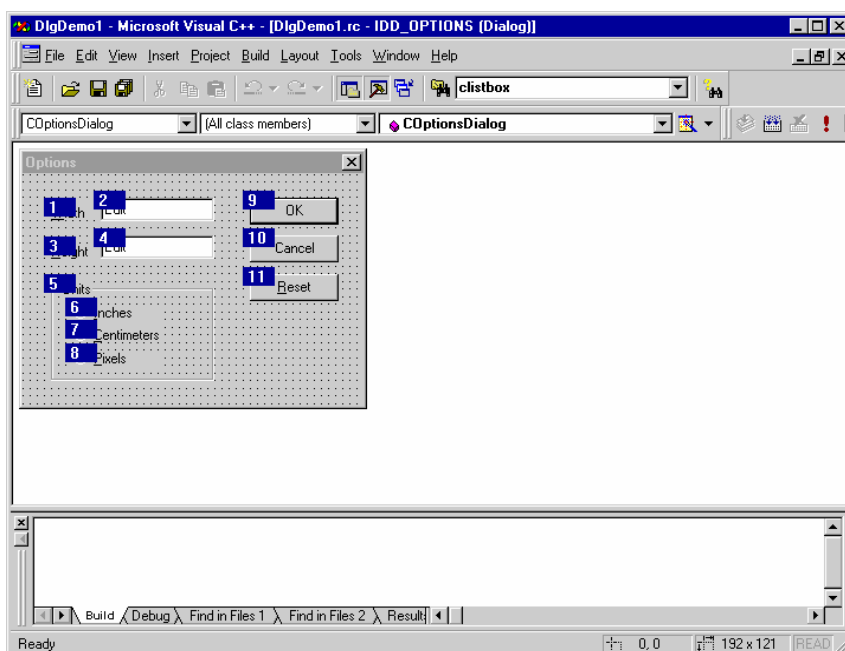 DlgDemo1 - Microsoft Visual C++ - [DlgDemo1.rc - IDD_OPTIONS (Dialog)]
File Edit View Insert Project Build Layout Tools Window Help
clistbox
COptionsDialog (All class members) COptionsDialog
Options
1 2 Edit 9 OK
3 4 Edit 10 Cancel
5 11 Reset
6 Inches
7 Centimeters
8 Pixels
Build Debug Find in Files 1 Find in Files 2 Results
Ready 0, 0 192 x 121 READ